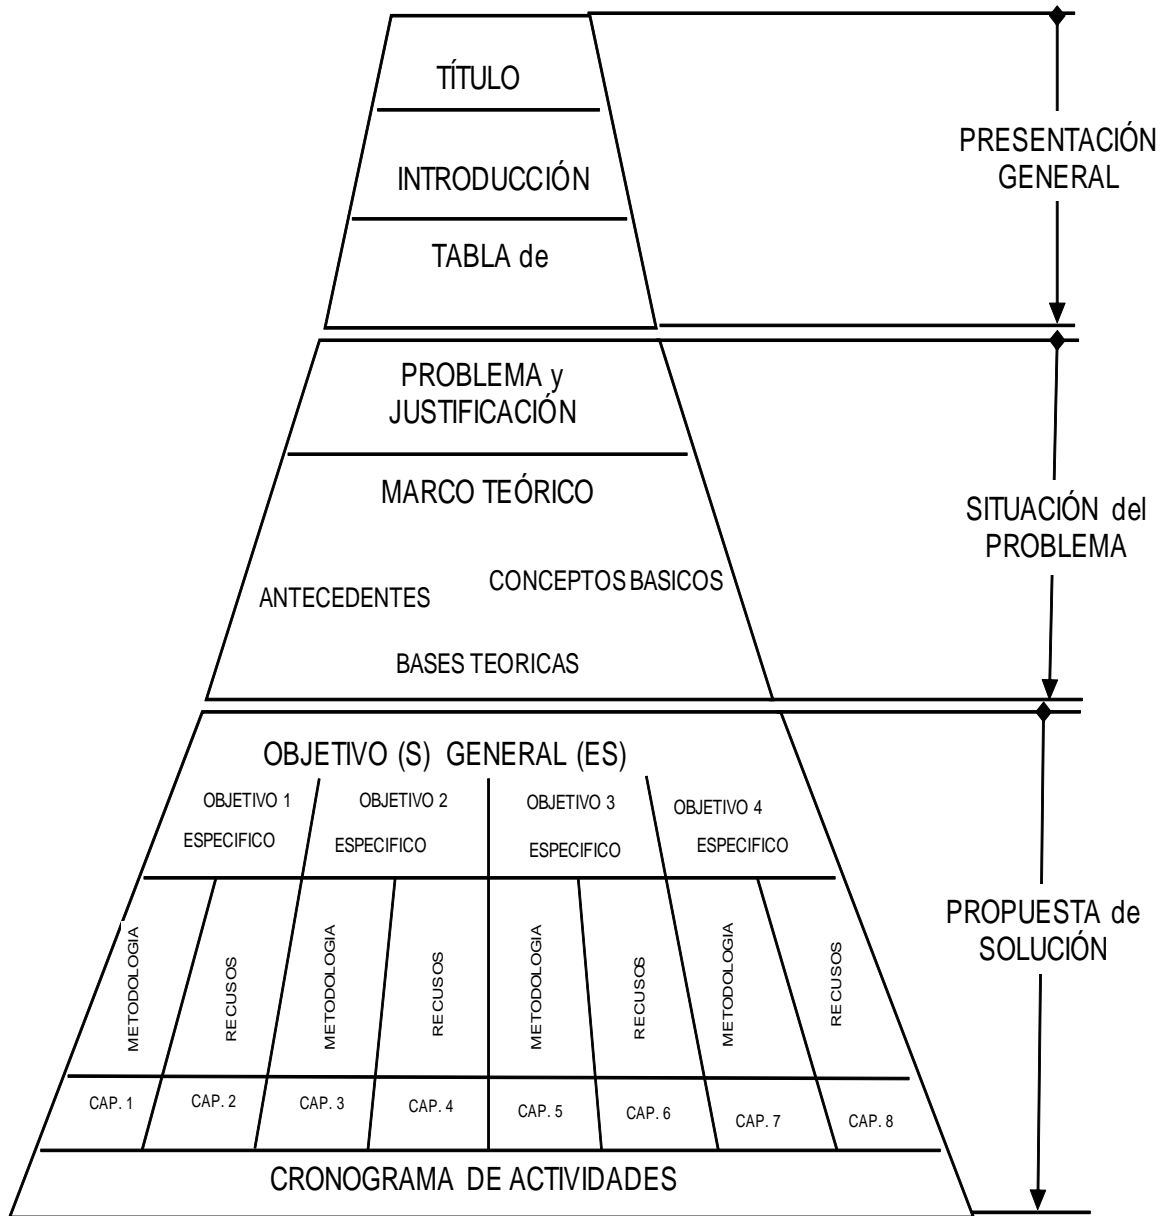 TÍTULO
INTRODUCCIÓN
TABLA de
PRESENTACIÓN
GENERAL
PROBLEMA y
JUSTIFICACIÓN
MARCO TEÓRICO
ANTECEDENTES
CONCEPTOS BASICOS
BASES TEORICAS
SITUACIÓN del
PROBLEMA
OBJETIVO (S) GENERAL (ES)
OBJETIVO 1
ESPECIFICO
OBJETIVO 2
ESPECIFICO
OBJETIVO 3
ESPECIFICO
OBJETIVO 4
ESPECIFICO
METODOLOGIA
RECUSOS
METODOLOGIA
RECUSOS
METODOLOGIA
RECUSOS
METODOLOGIA
RECUSOS
PROPUESTA de
SOLUCIÓN
CAP. 1
CAP. 2
CAP. 3
CAP. 4
CAP. 5
CAP. 6
CAP. 7
CAP. 8
CRONOGRAMA DE ACTIVIDADES